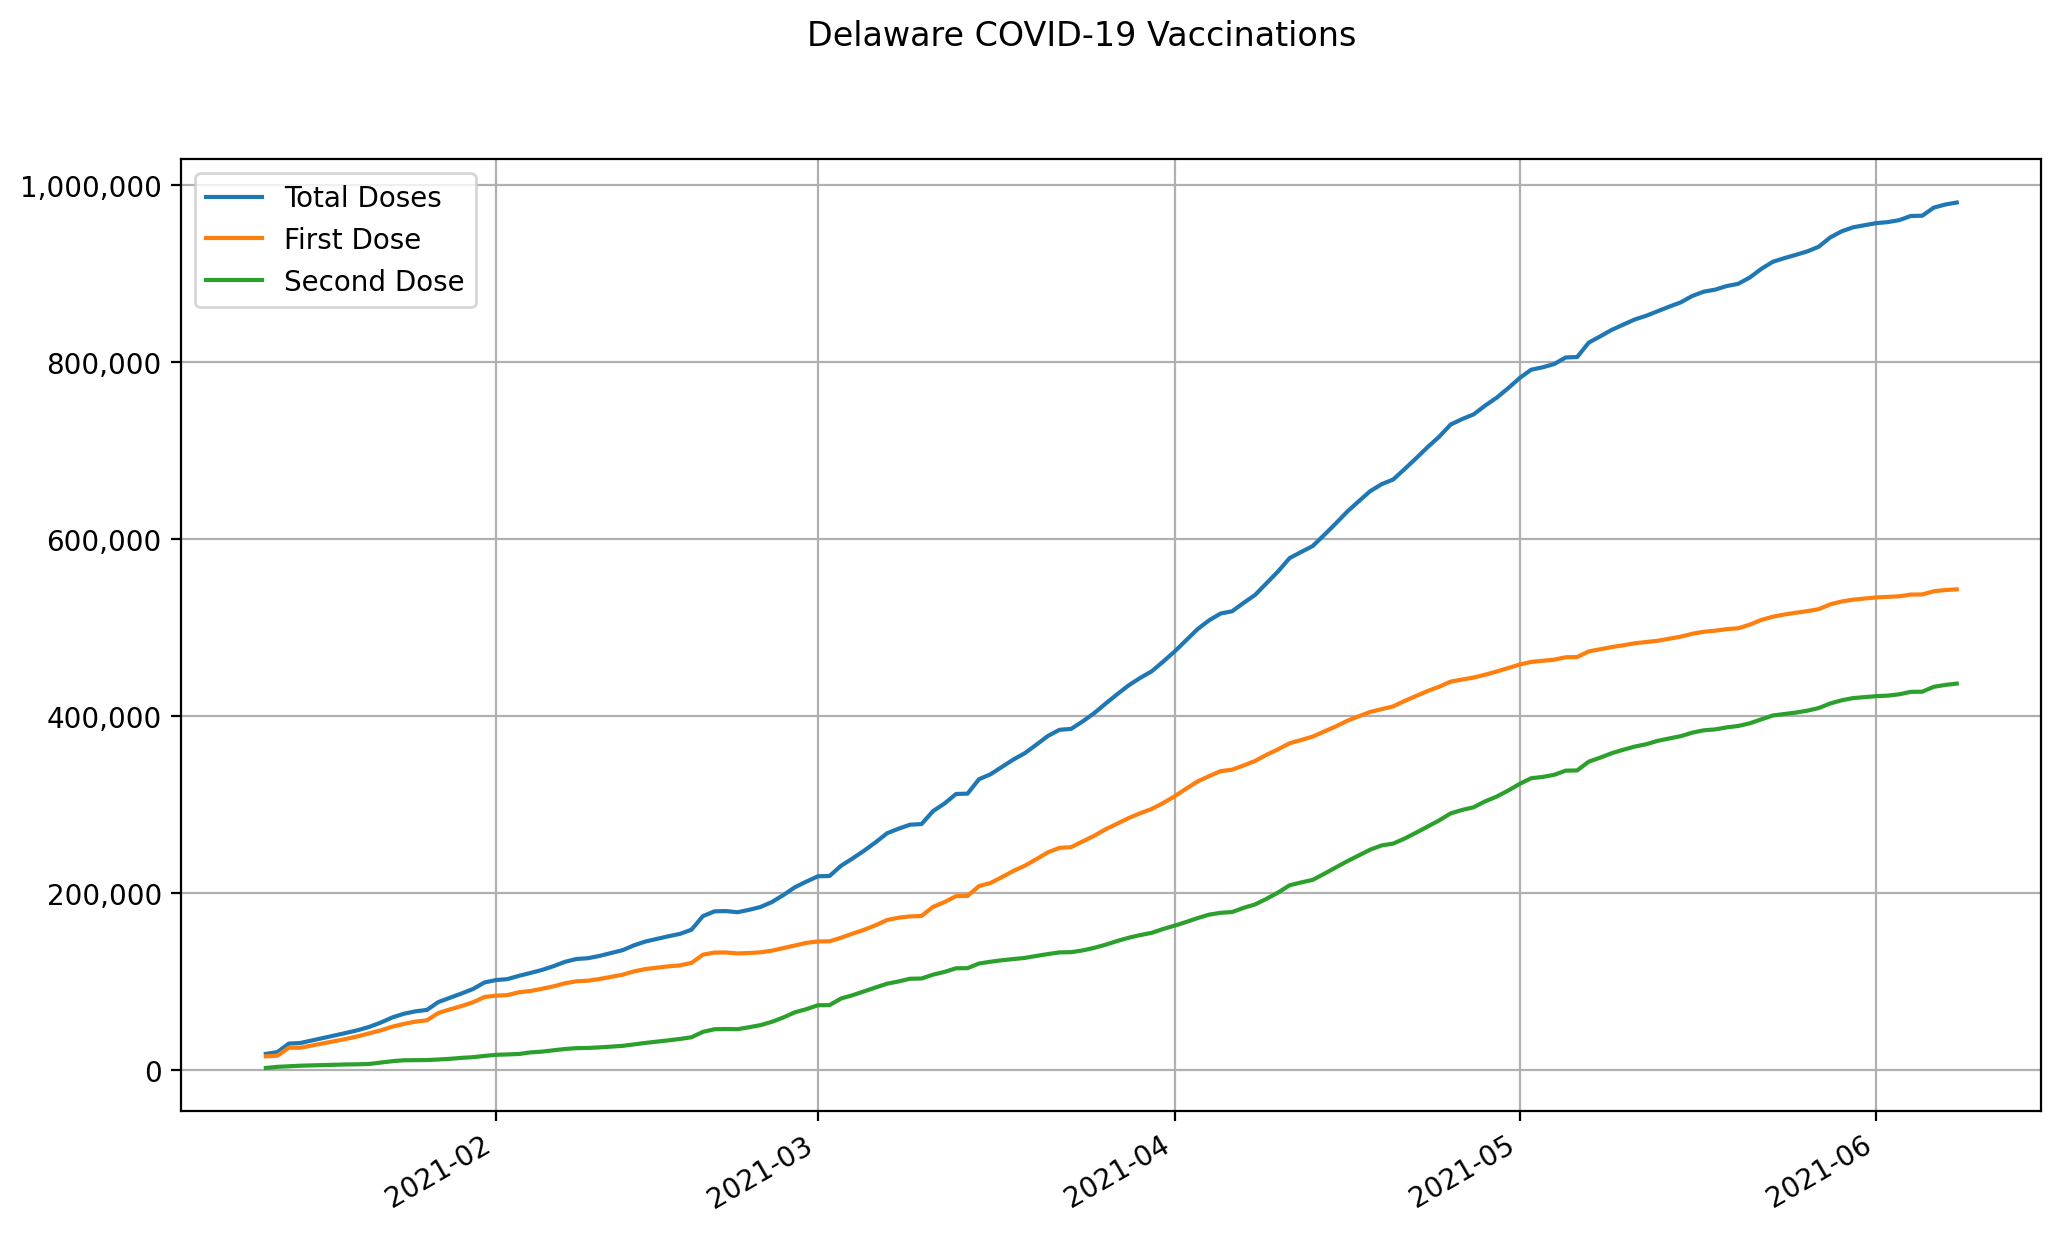 Delaware COVID-19 Vaccinations
1,000,000
800,000
600,000
400,000
200,000
0
Total Doses
First Dose
Second Dose
2021-02
2021-03
2021-04
2021-05
2021-06